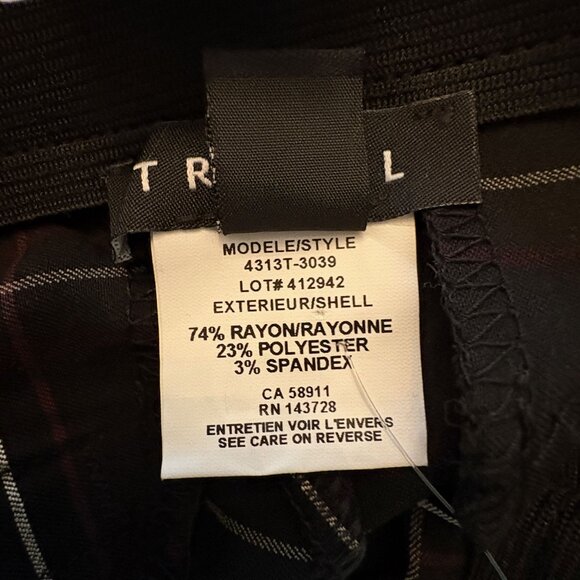 TR L
MODELE/STYLE
4313T-3039
LOT# 412942
EXTERIEUR/SHELL
74% RAYON/RAYONNE
23% POLYESTER
3% SPANDEX
CA 58911
RN 143728
ENTRETIEN VOIR L'ENVERS
SEE CARE ON REVERSE